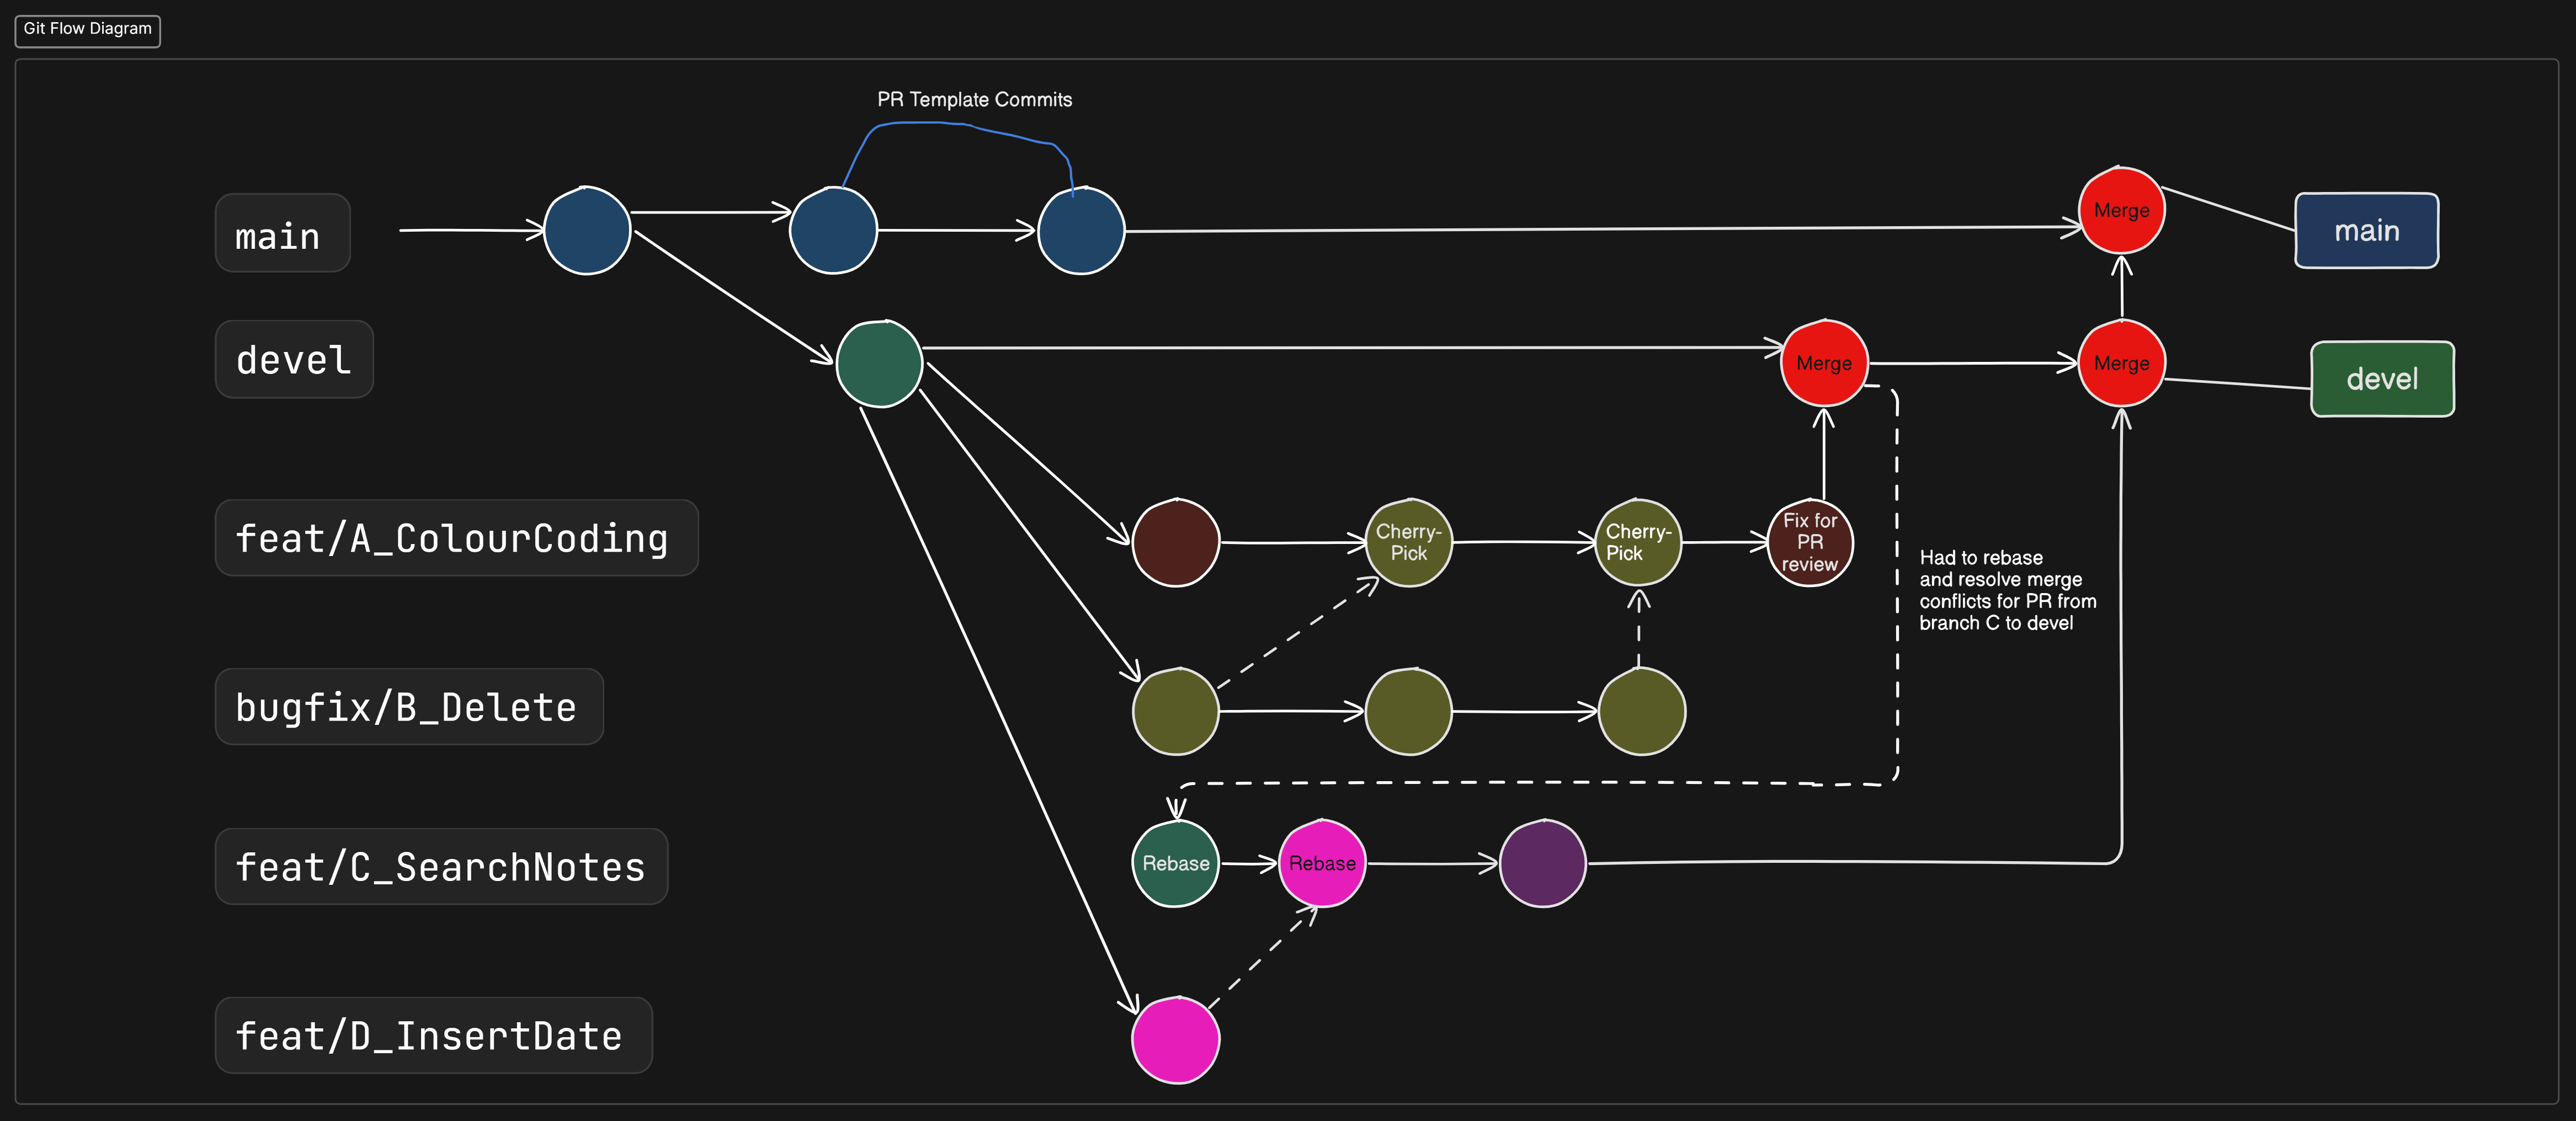 Git Flow Diagram
PR Template Commits
main
Merge
main
devel
Merge
Merge
devel
feat/A_ColourCoding
Cherry-
Pick
Cherry-
Pick
Fix for
PR
review
Had to rebase
and resolve merge
conflicts for PR from
branch C to devel
bugfix/B_Delete
feat/C_SearchNotes
Rebase
Rebase
feat/D_InsertDate